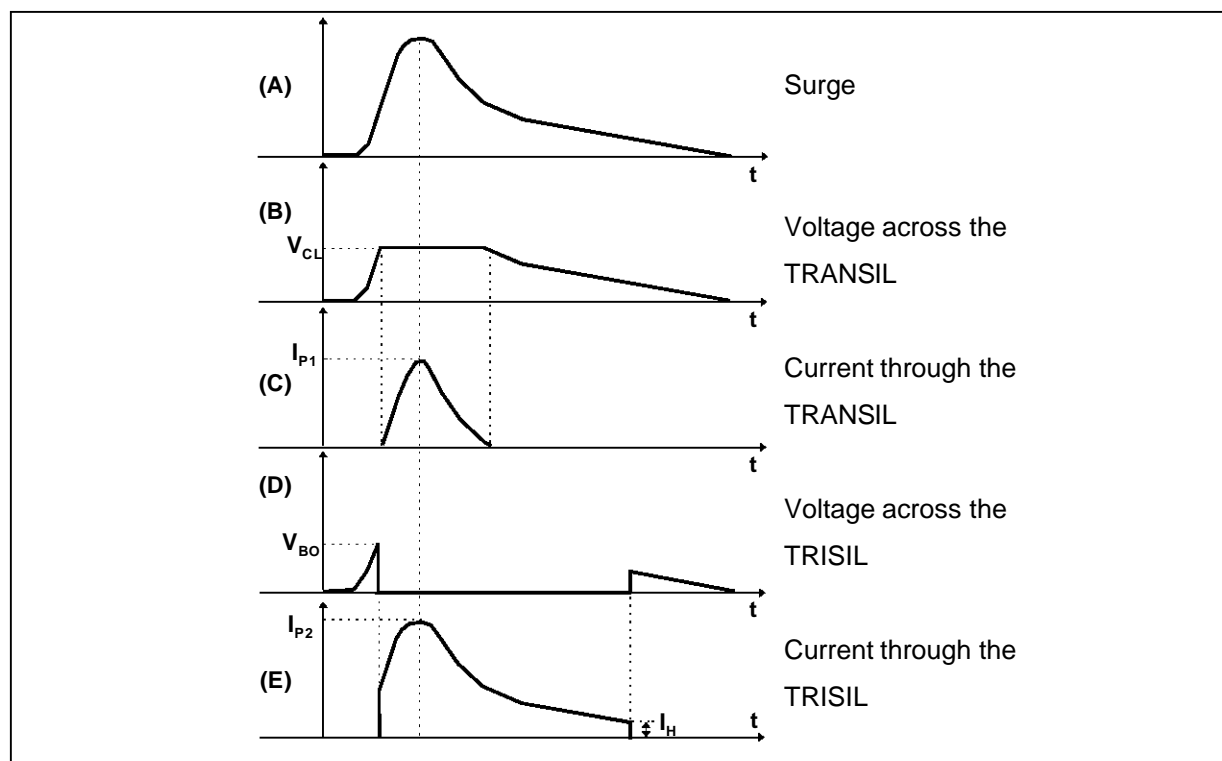 (A)
Surge
t
(B)
V_CL
Voltage across the
TRANSIL
t
I_P1
(C)
Current through the
TRANSIL
t
(D)
V_BO
Voltage across the
TRISIL
t
I_P2
(E)
Current through the
TRISIL
t
I_H